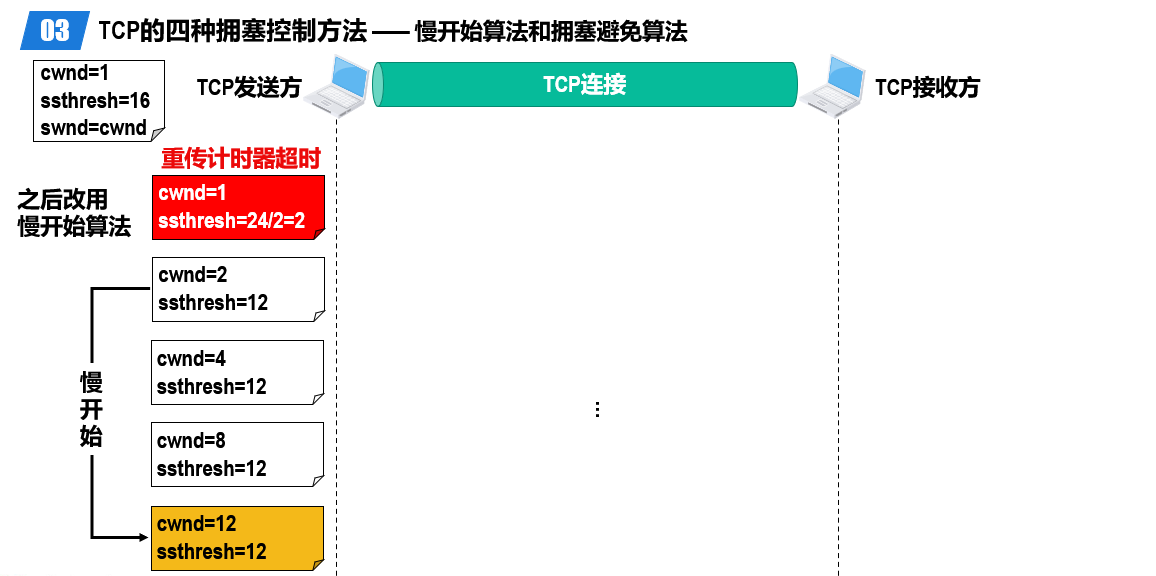 03 TCP的四种拥塞控制方法 —— 慢开始算法和拥塞避免算法
cwnd=1
ssthresh=16
swnd=cwnd
TCP发送方
TCP连接
TCP接收方
重传计时器超时
之后改用
慢开始算法
cwnd=1
ssthresh=24/2=2
cwnd=2
ssthresh=12
cwnd=4
ssthresh=12
慢
开
始
cwnd=8
ssthresh=12
cwnd=12
ssthresh=12